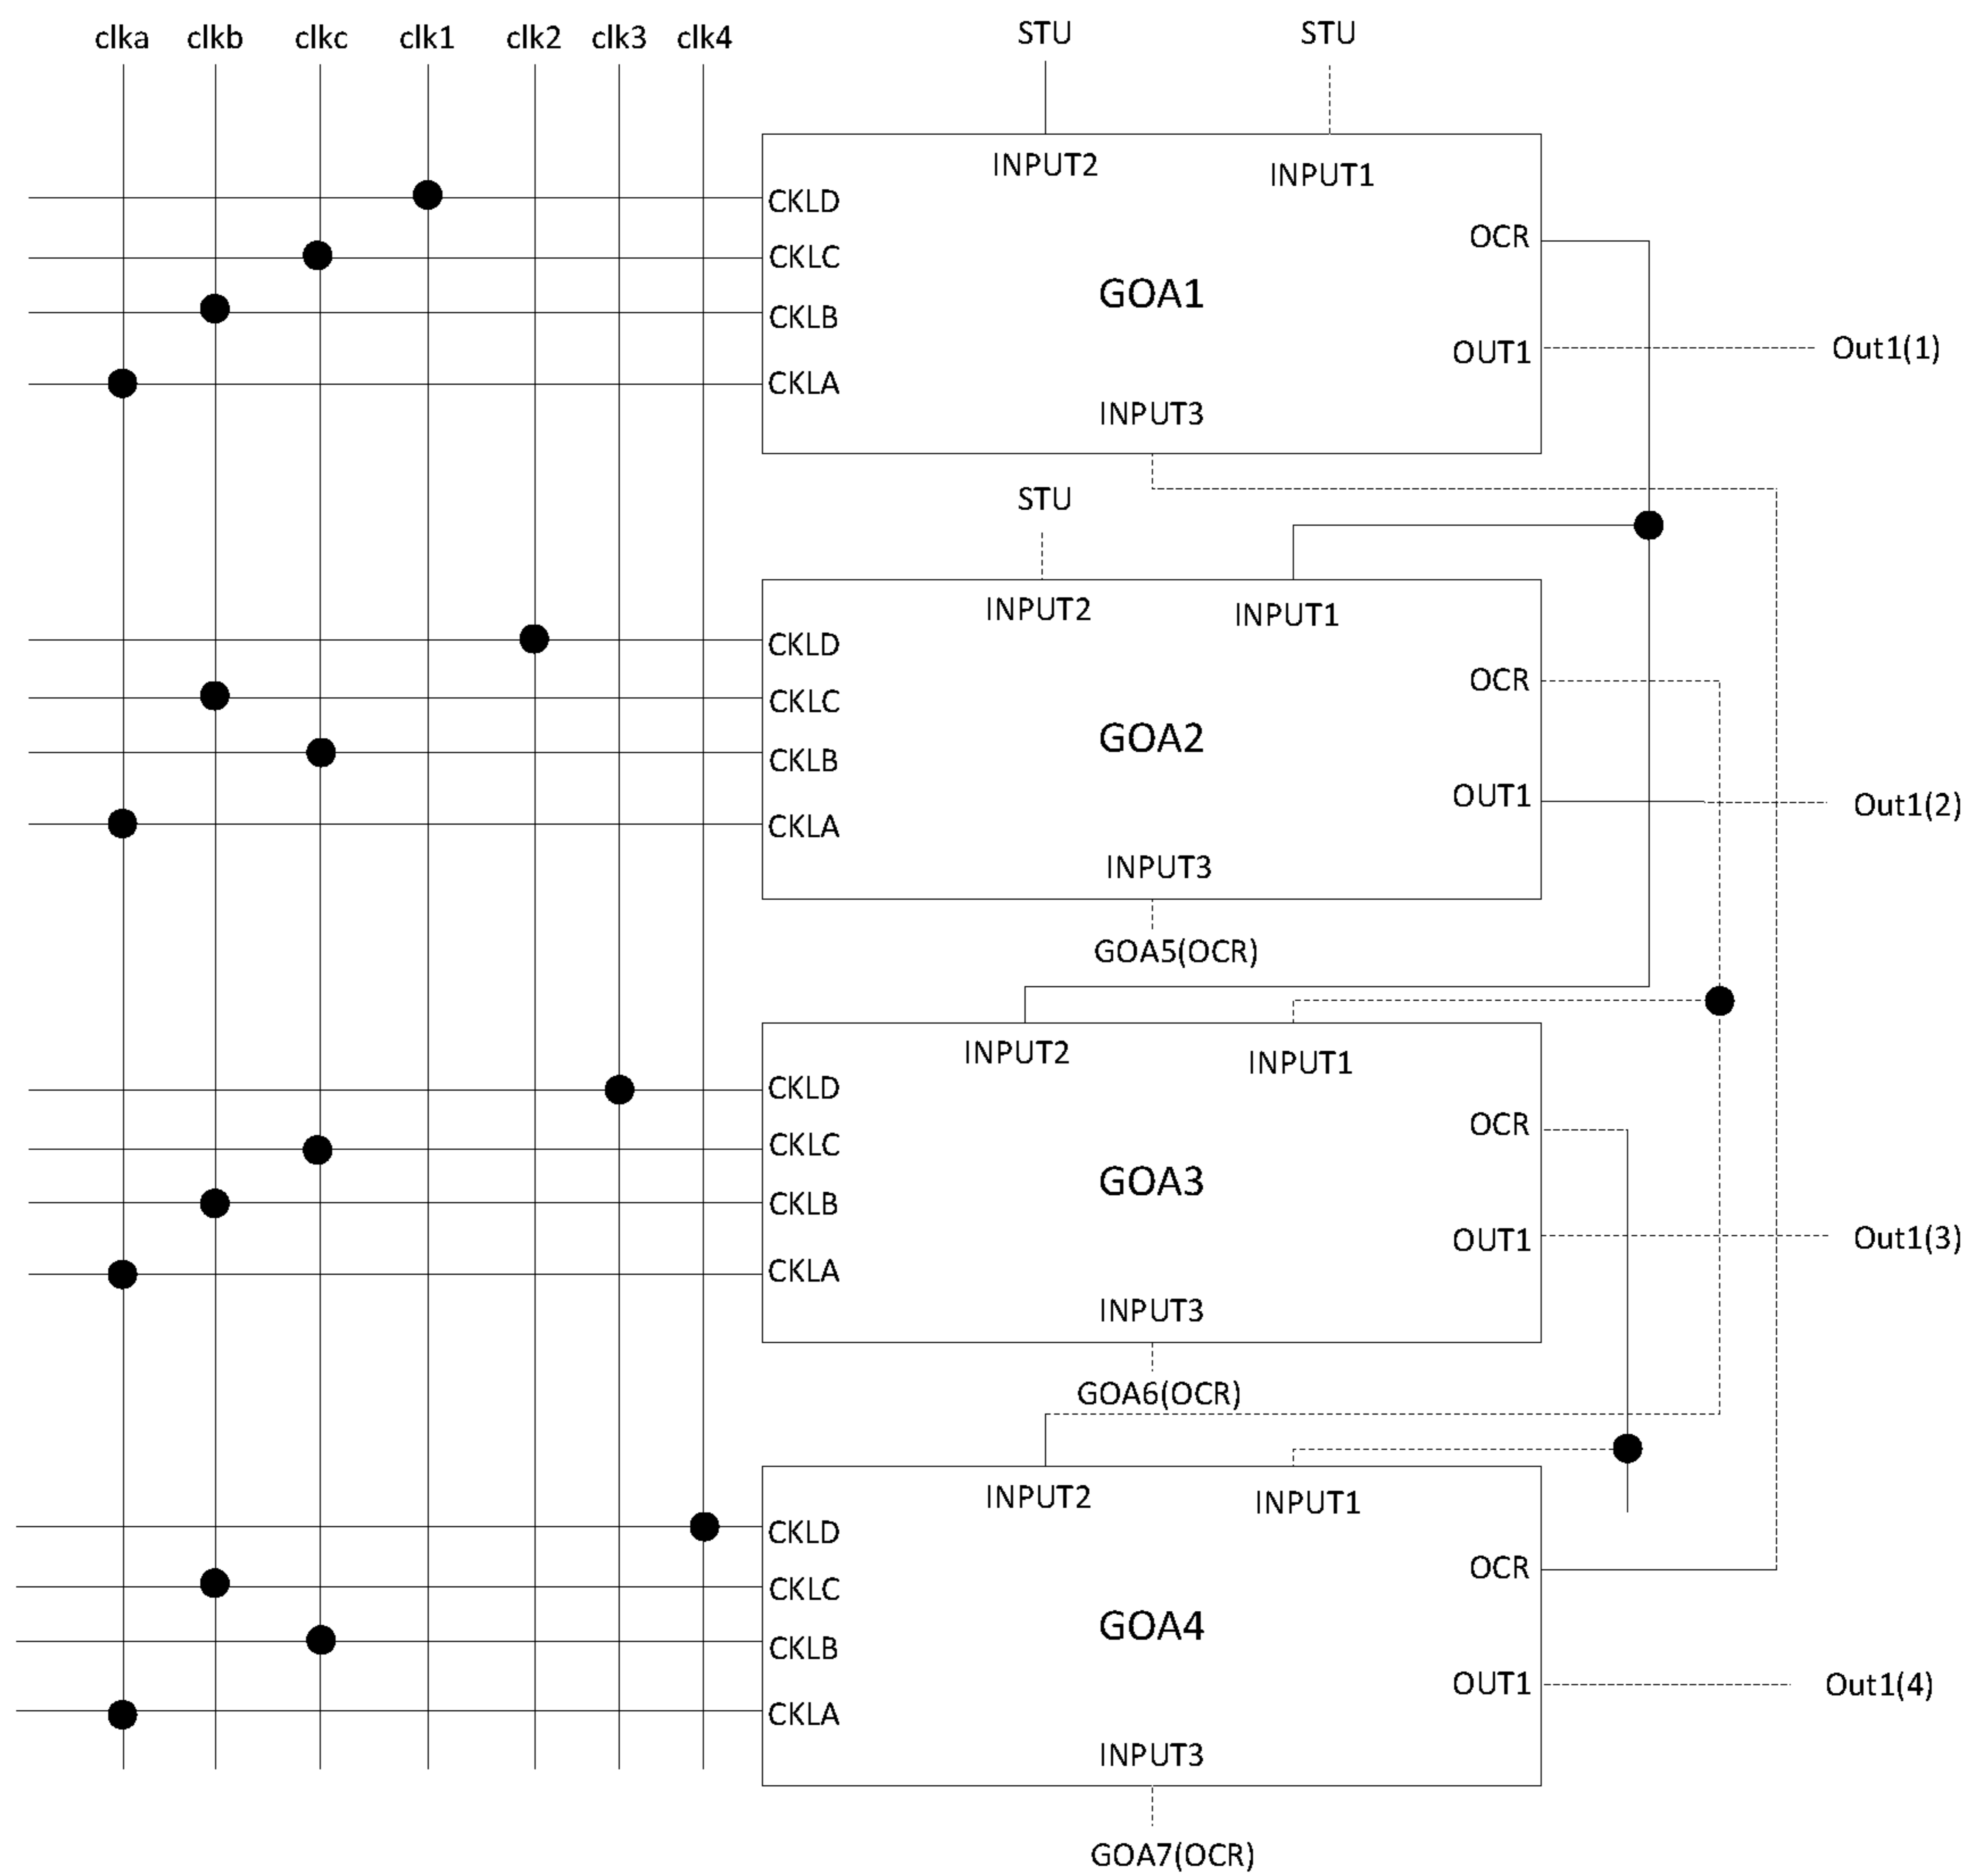 clka clkb clkc clk1 clk2 clk3 clk4 STU STU
INPUT2 INPUT1
CKLD
OCR
CKLC
GOA1
CKLB
OUT1 Out1(1)
CKLA
INPUT3
STU
INPUT2 INPUT1
CKLD
OCR
CKLC
GOA2
CKLB
OUT1 Out1(2)
CKLA
INPUT3
GOA5(OCR)
INPUT2 INPUT1
CKLD
OCR
CKLC
GOA3
CKLB
OUT1 Out1(3)
CKLA
INPUT3
GOA6(OCR)
INPUT2 INPUT1
CKLD
OCR
CKLC
GOA4
CKLB
OUT1 Out1(4)
CKLA
INPUT3
GOA7(OCR)